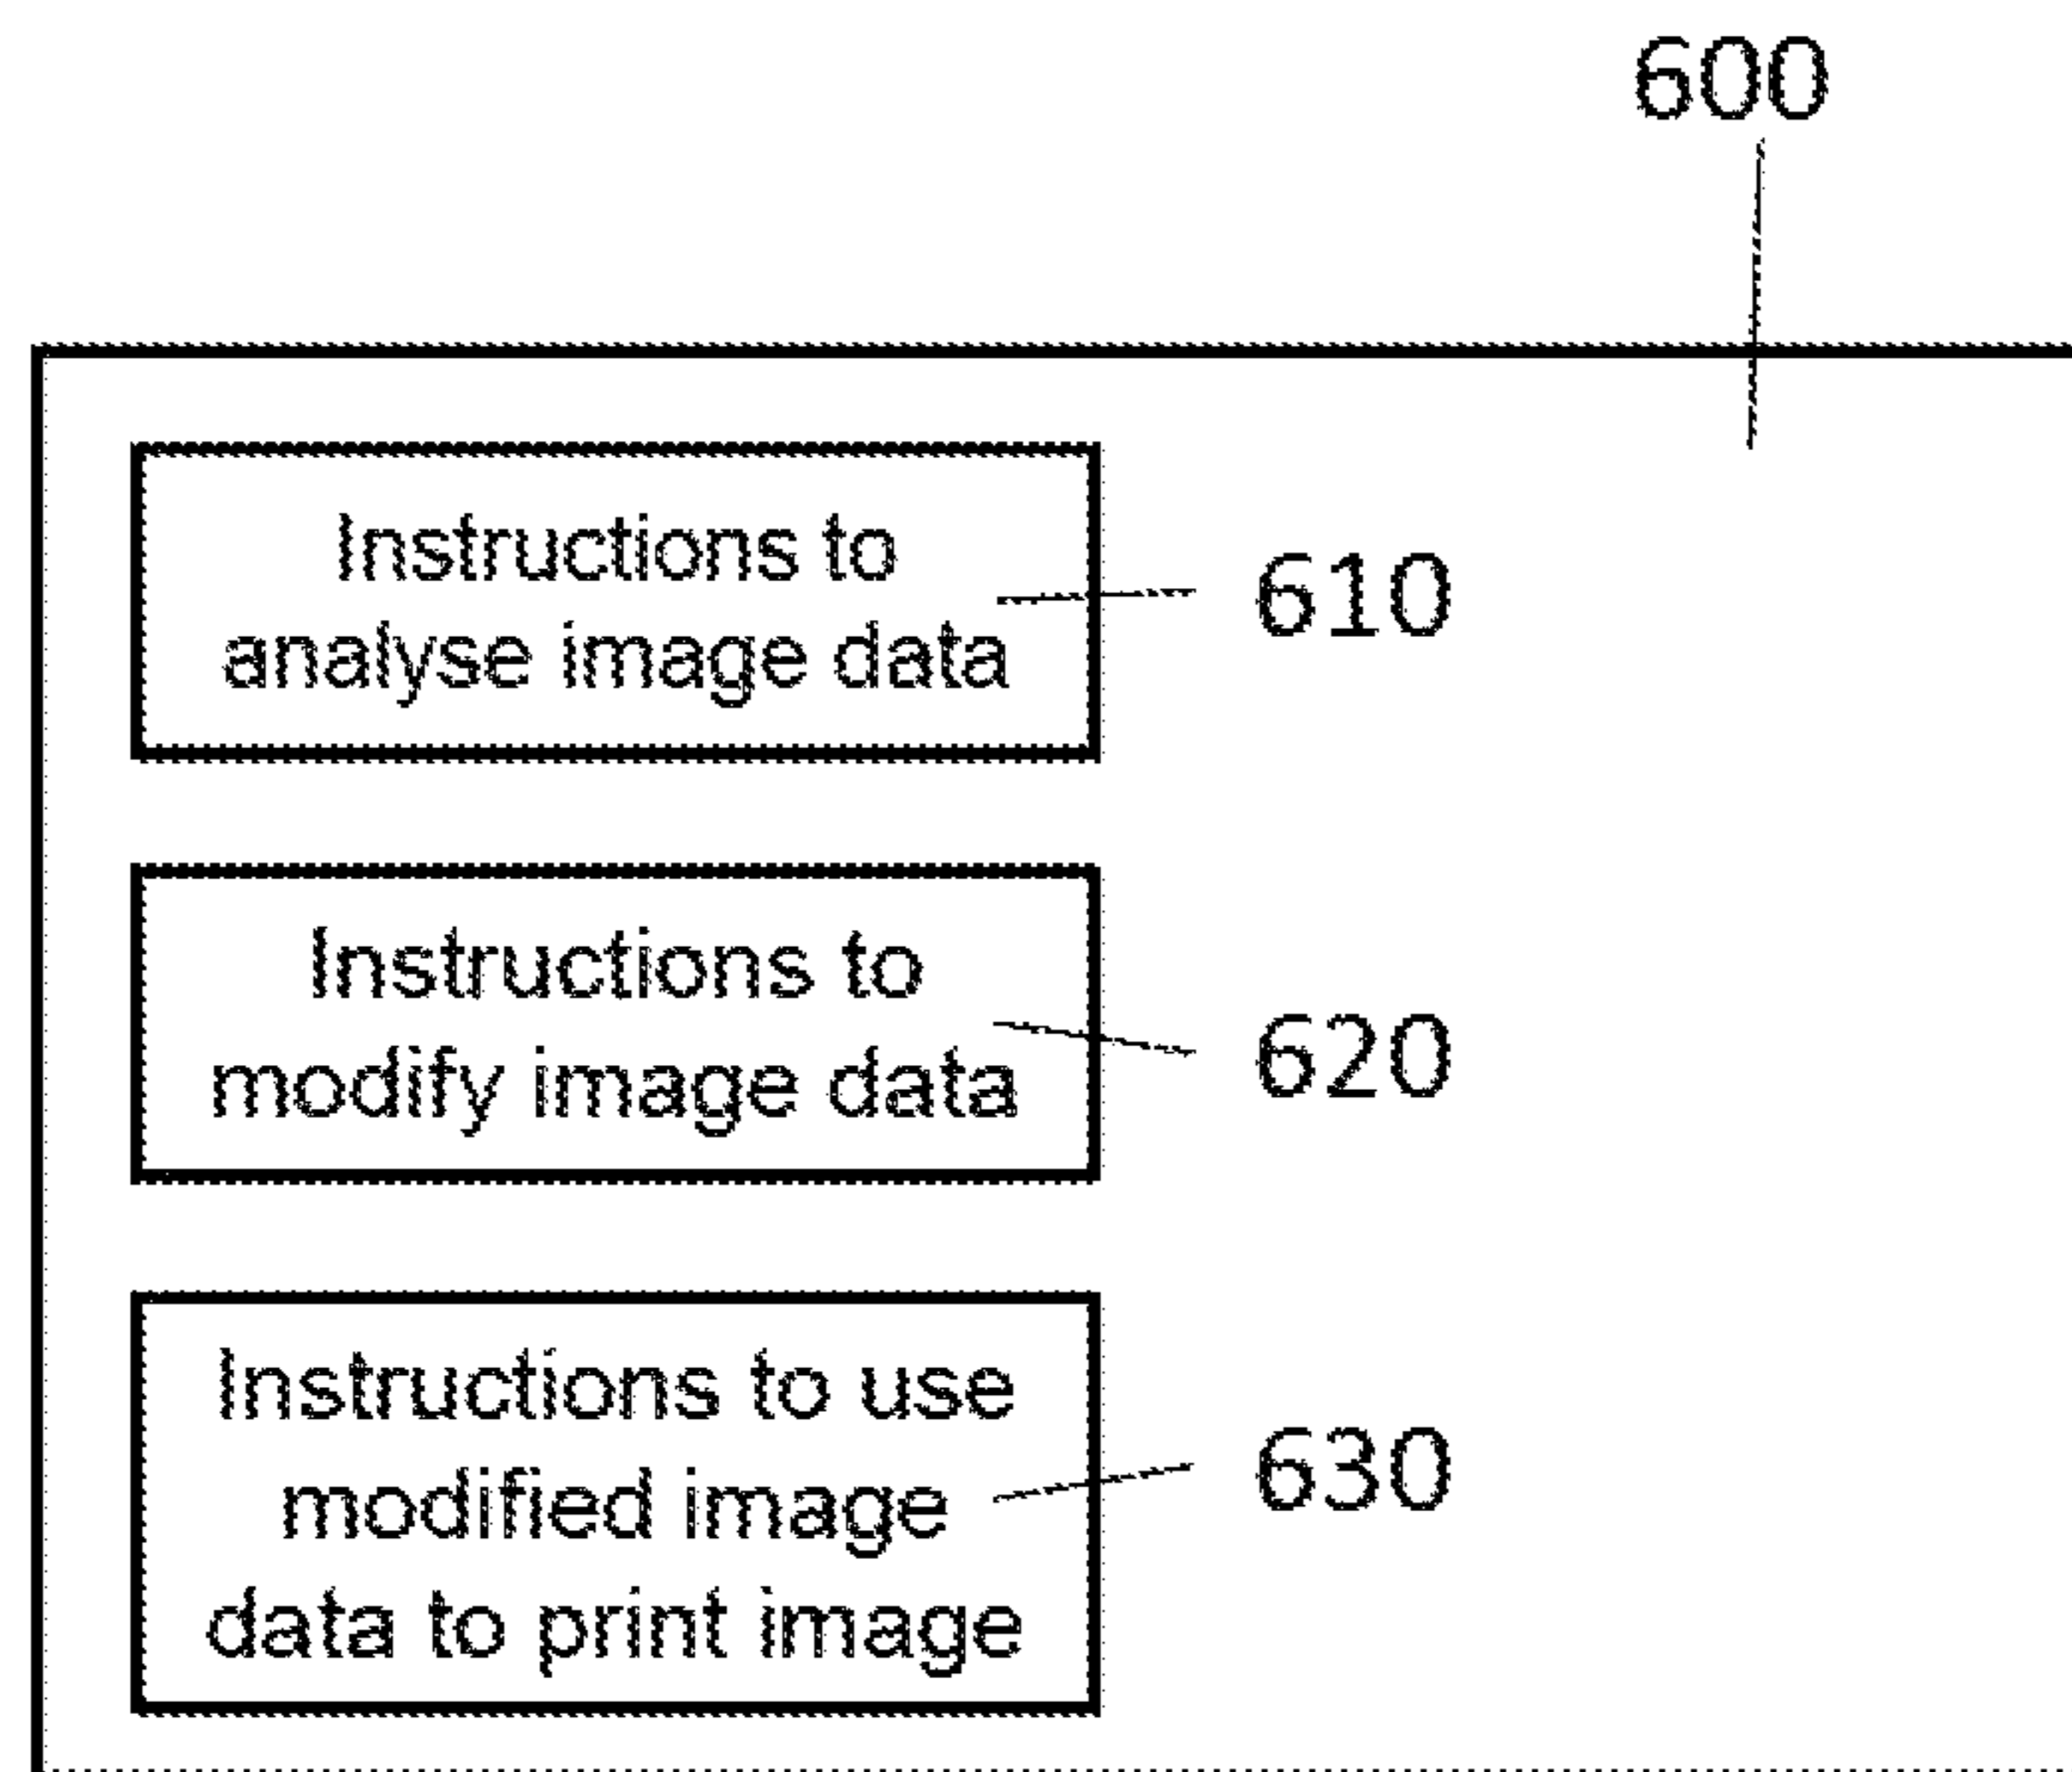 600
Instructions to
analyse image data
610
Instructions to
modify image data
620
Instructions to use
modified image
data to print image
630